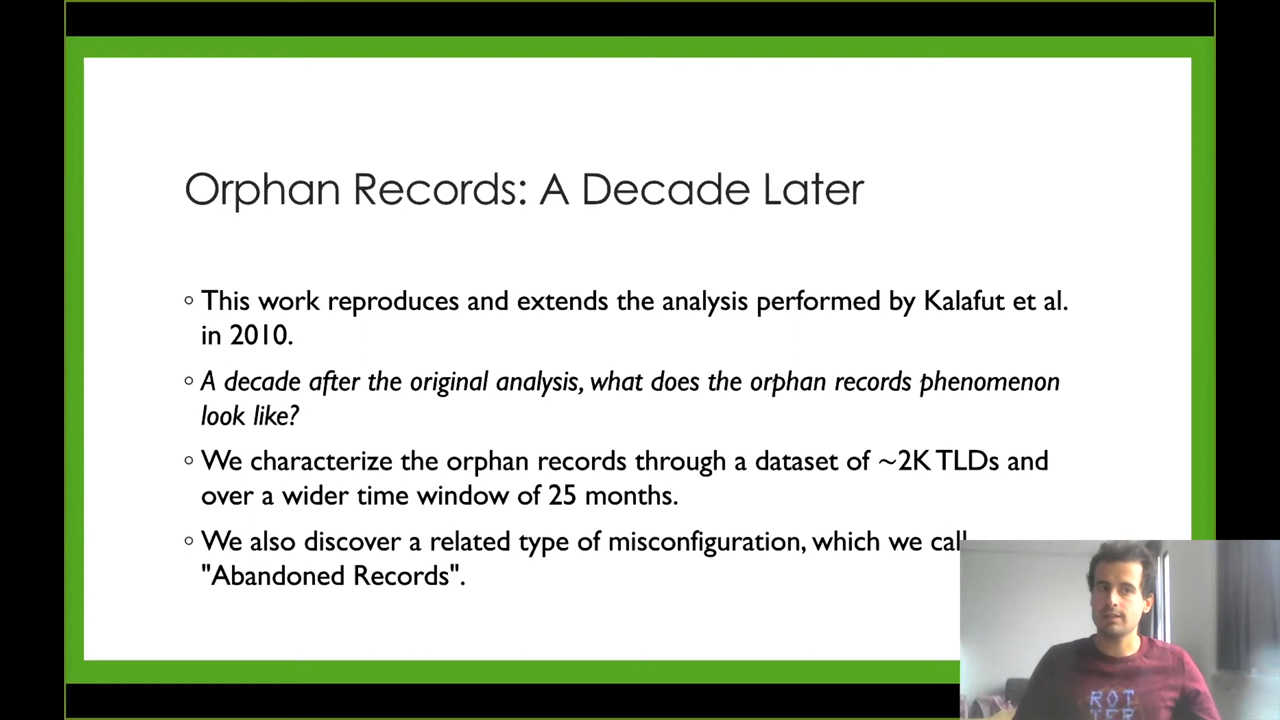 Orphan Records: A Decade Later
◦ This work reproduces and extends the analysis performed by Kalafut et al.
in 2010.
◦ A decade after the original analysis, what does the orphan records phenomenon
look like?
◦ We characterize the orphan records through a dataset of ~2K TLDs and
over a wider time window of 25 months.
◦ We also discover a related type of misconfiguration, which we call
"Abandoned Records".
ROT
TER